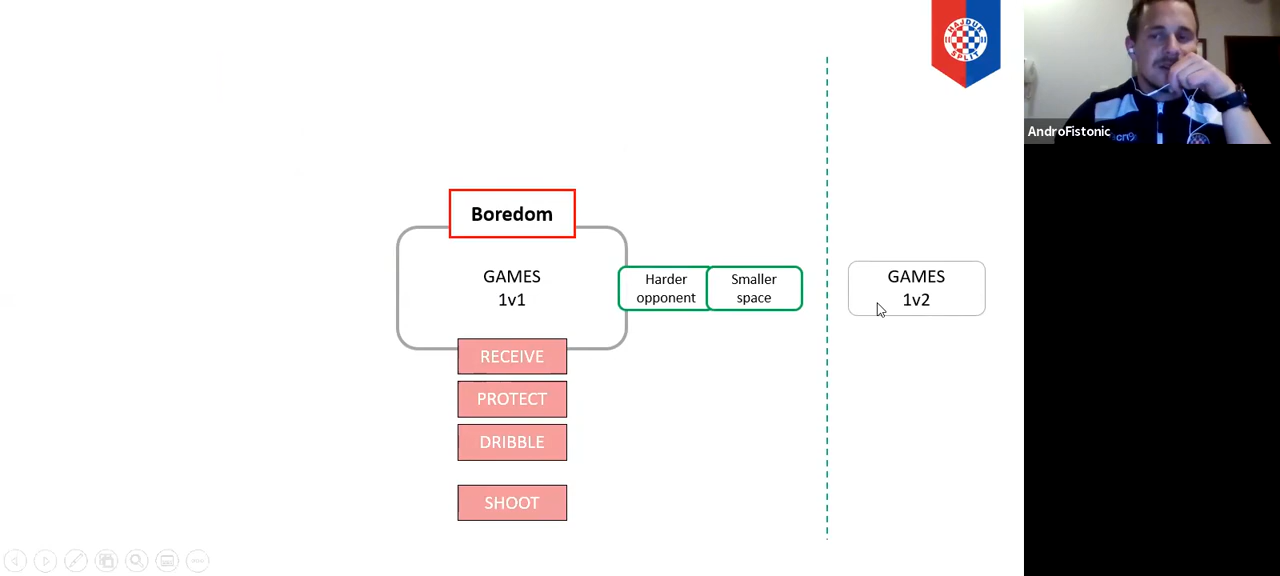 HAJDUK
SPLIT
AndroFistonic
Boredom
GAMES
1v1
Harder
opponent
Smaller
space
GAMES
1v2
RECEIVE
PROTECT
DRIBBLE
SHOOT